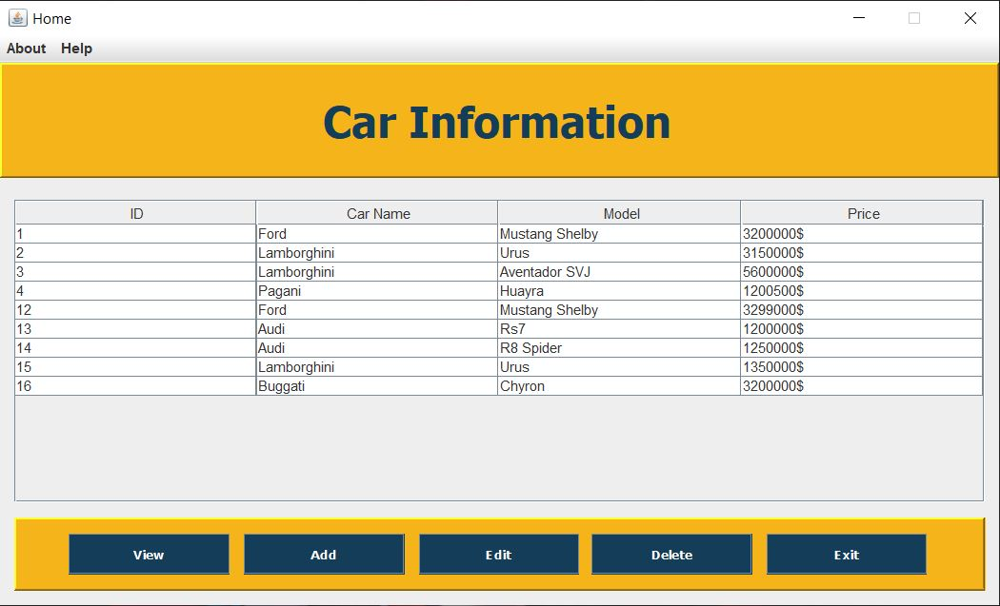 Home
About Help
Car Information
ID Car Name Model Price
1 Ford Mustang Shelby 3200000$
2 Lamborghini Urus 3150000$
3 Lamborghini Aventador SVJ 5600000$
4 Pagani Huayra 1200500$
12 Ford Mustang Shelby 3299000$
13 Audi Rs7 1200000$
14 Audi R8 Spider 1250000$
15 Lamborghini Urus 1350000$
16 Buggati Chyron 3200000$
View Add Edit Delete Exit